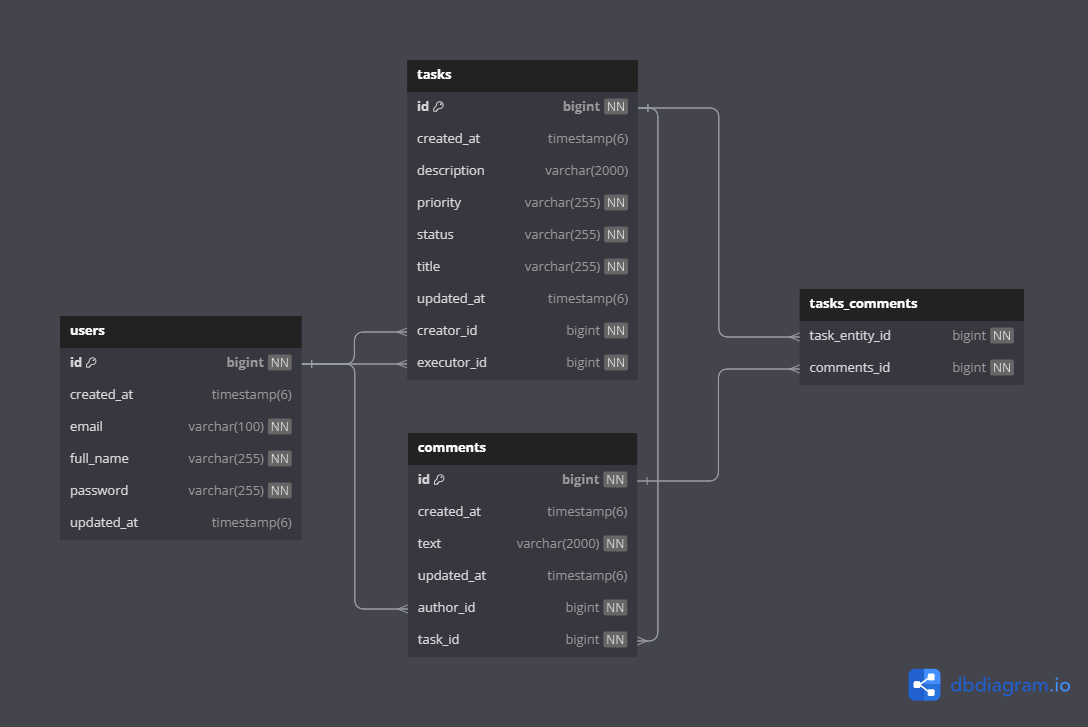 tasks
id bigint NN
created_at timestamp(6)
description varchar(2000)
priority varchar(255) NN
status varchar(255) NN
title varchar(255) NN
updated_at timestamp(6)
creator_id bigint NN
executor_id bigint NN
users
id bigint NN
created_at timestamp(6)
email varchar(100) NN
full_name varchar(255) NN
password varchar(255) NN
updated_at timestamp(6)
comments
id bigint NN
created_at timestamp(6)
text varchar(2000) NN
updated_at timestamp(6)
author_id bigint NN
task_id bigint NN
tasks_comments
task_entity_id bigint NN
comments_id bigint NN
dbdiagram.io